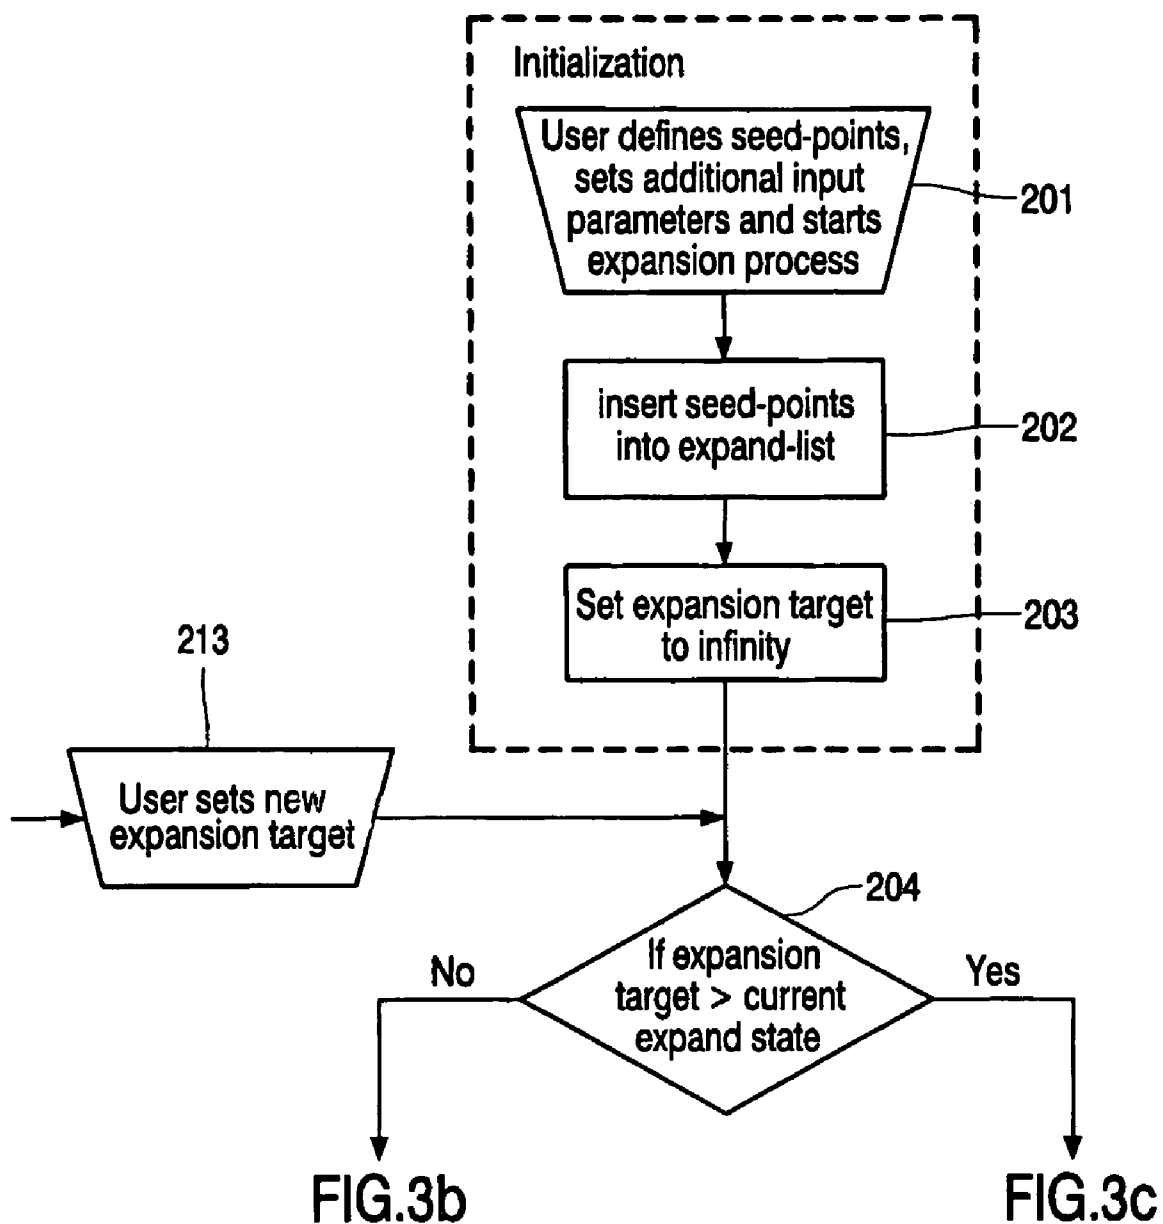 Initialization
User defines seed-points,
sets additional input
parameters and starts
expansion process
201
insert seed-points
into expand-list
202
Set expansion target
to infinity
203
213
User sets new
expansion target
204
If expansion
target > current
expand state
No
Yes
FIG.3b
FIG.3c